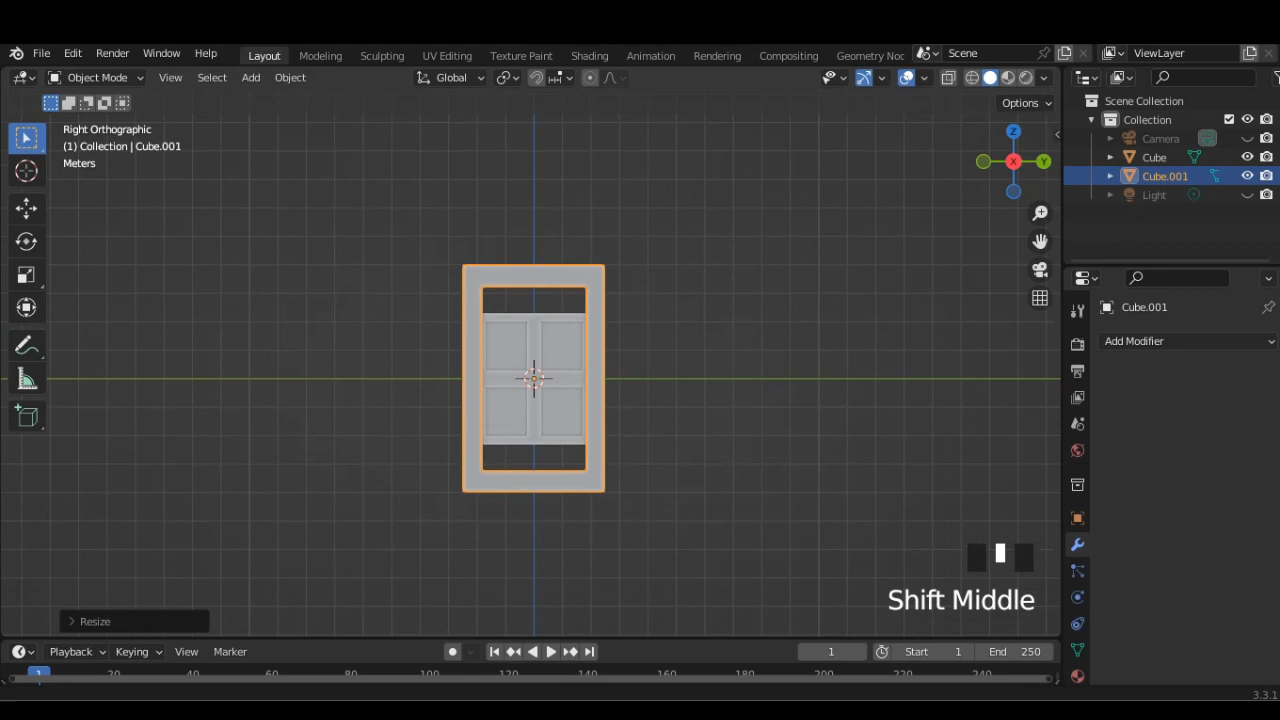 File Edit Render Window Help Layout Modeling Sculpting UV Editing Texture Paint Shading Animation Rendering Compositing Geometry Noc Scene ViewLayer
Object Mode View Select Add Object Global
Options
Right Orthographic
(1) Collection | Cube.001
Meters
Z
Y
X
Scene Collection
Collection
Camera
Cube
Cube.001
Light
Cube.001
Add Modifier
Shift Middle
Resize
Playback Keying View Marker 1 Start 1 End 250
1 20 40 60 80 100 120 140 200 220 240
3.3.1